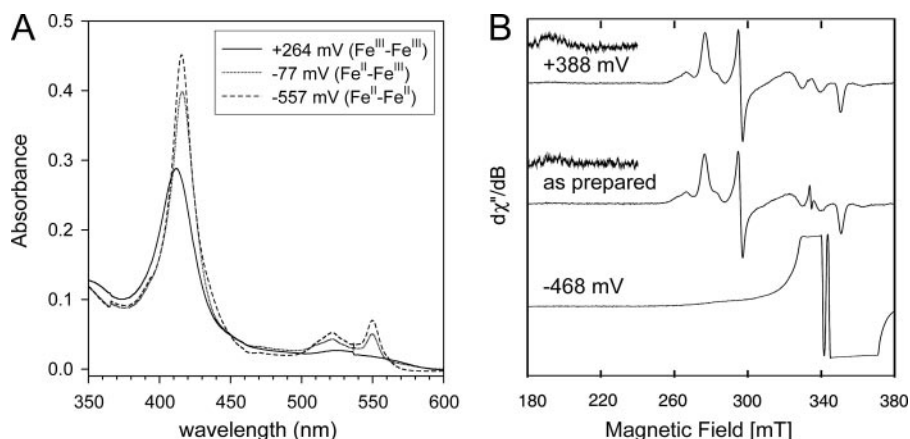 A
B
0.5
0.4
0.3
0.2
0.1
0.0
Absorbance
+264 mV (Feᴵᴵᴵ-Feᴵᴵᴵ)
-77 mV (Feᴵᴵ-Feᴵᴵᴵ)
-557 mV (Feᴵᴵ-Feᴵᴵ)
350 400 450 500 550 600
wavelength (nm)
dχ"/dB
+388 mV
as prepared
-468 mV
180 220 260 300 340 380
Magnetic Field [mT]